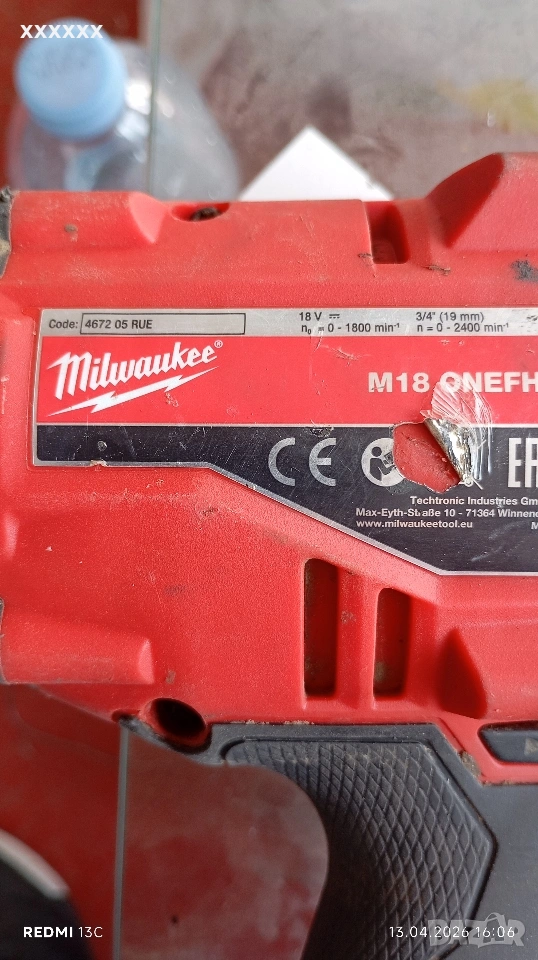 xxxxxx
Code: 4672 05 RUE
18 V
n₀ = 0 - 1800 min⁻¹
3/4" (19 mm)
n = 0 - 2400 min⁻¹
Milwaukee®
M18 ONEFH
CE
Techtronic Industries Gm
Max-Eyth-Straße 10 - 71364 Winnende
www.milwaukeetool.eu
REDMI 13C
13.04.2026 16:06
DAZAR